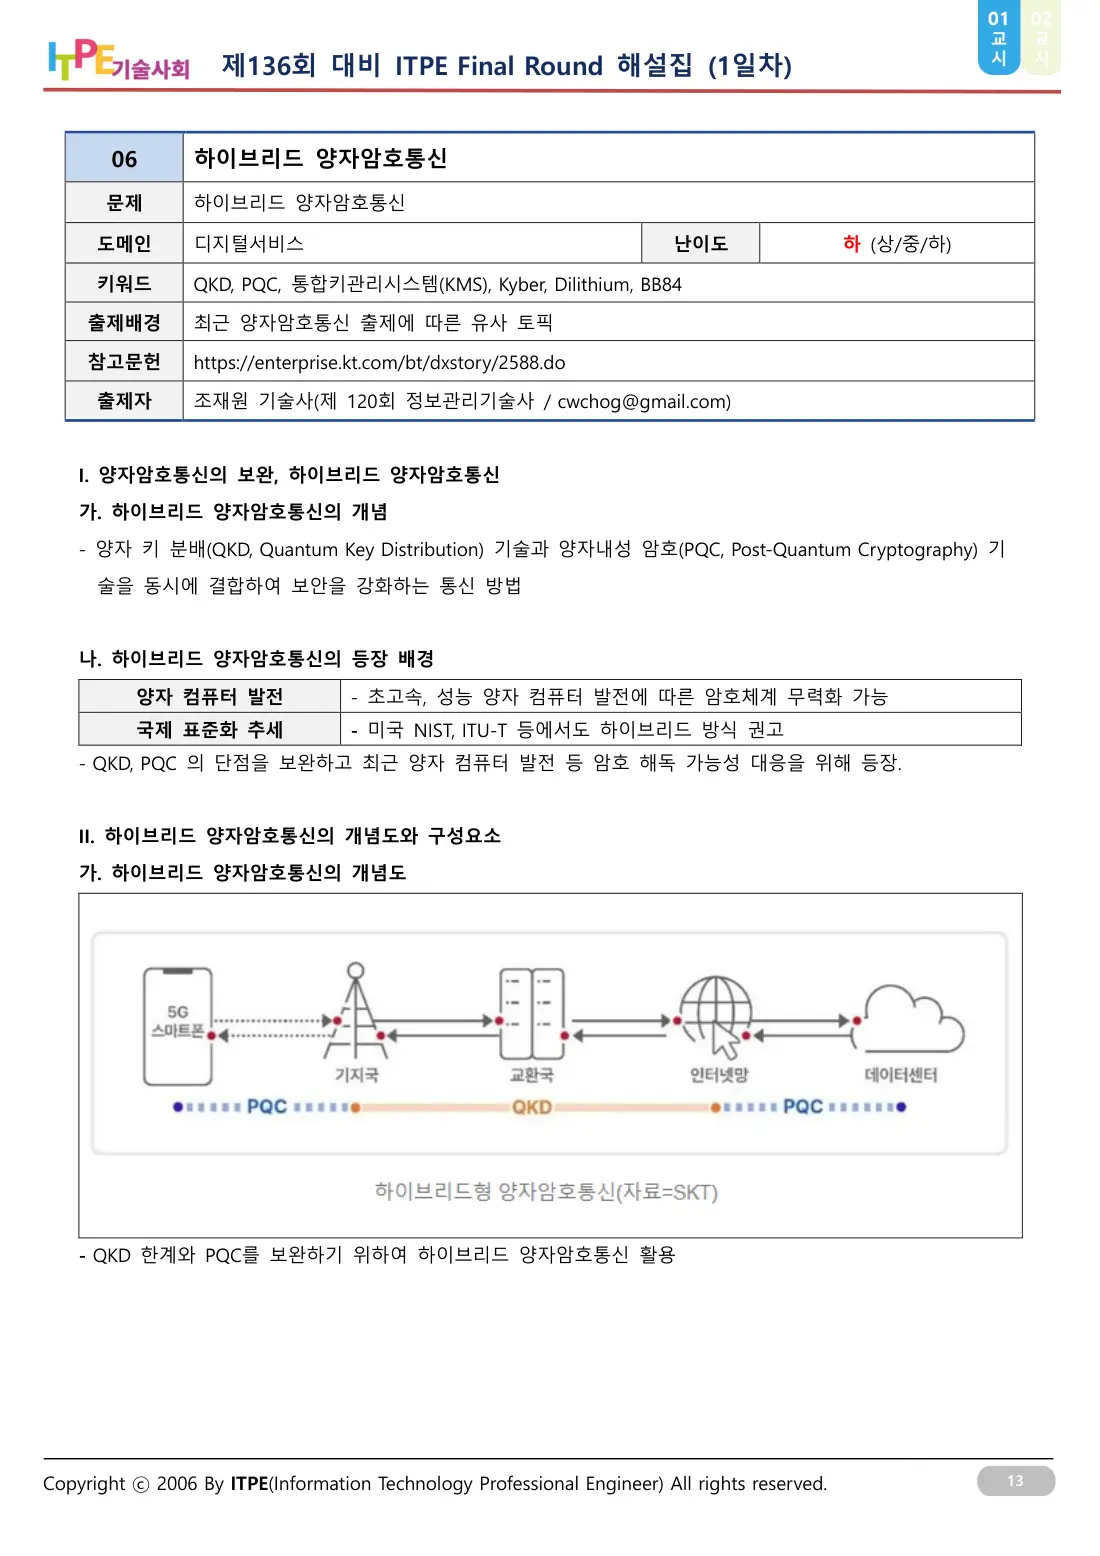 ITPE기술사회 제136회 대비 ITPE Final Round 해설집 (1일차)
01 교시
02 교시
06 하이브리드 양자암호통신
문제 하이브리드 양자암호통신
도메인 디지털서비스 난이도 하 (상/중/하)
키워드 QKD, PQC, 통합키관리시스템(KMS), Kyber, Dilithium, BB84
출제배경 최근 양자암호통신 출제에 따른 유사 토픽
참고문헌 https://enterprise.kt.com/bt/dxstory/2588.do
출제자 조재원 기술사(제 120회 정보관리기술사 / cwchog@gmail.com)
I. 양자암호통신의 보완, 하이브리드 양자암호통신
가. 하이브리드 양자암호통신의 개념
- 양자 키 분배(QKD, Quantum Key Distribution) 기술과 양자내성 암호(PQC, Post-Quantum Cryptography) 기
술을 동시에 결합하여 보안을 강화하는 통신 방법
나. 하이브리드 양자암호통신의 등장 배경
양자 컴퓨터 발전 - 초고속, 성능 양자 컴퓨터 발전에 따른 암호체계 무력화 가능
국제 표준화 추세 - 미국 NIST, ITU-T 등에서도 하이브리드 방식 권고
- QKD, PQC 의 단점을 보완하고 최근 양자 컴퓨터 발전 등 암호 해독 가능성 대응을 위해 등장.
II. 하이브리드 양자암호통신의 개념도와 구성요소
가. 하이브리드 양자암호통신의 개념도
5G
스마트폰
기지국 교환국 인터넷망 데이터센터
PQC QKD PQC
하이브리드형 양자암호통신(자료=SKT)
- QKD 한계와 PQC를 보완하기 위하여 하이브리드 양자암호통신 활용
Copyright ⓒ 2006 By ITPE(Information Technology Professional Engineer) All rights reserved.
13